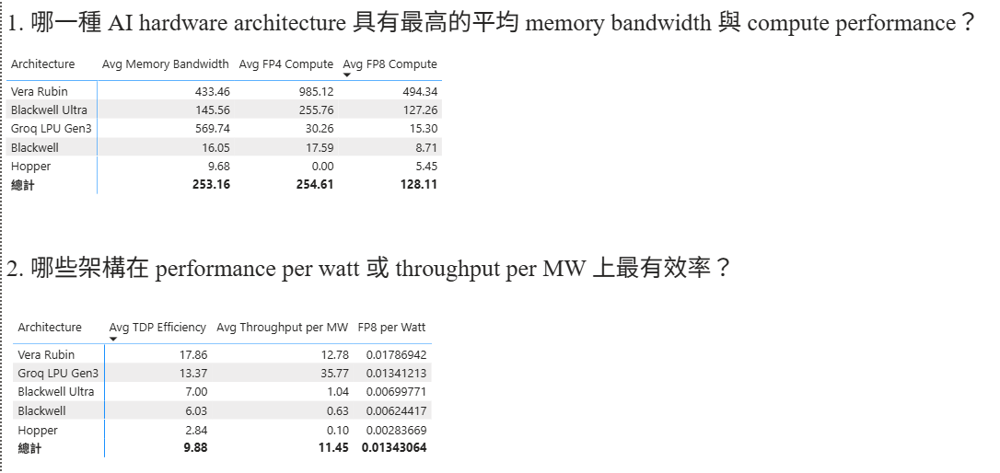 1. 哪一種 AI hardware architecture 具有最高的平均 memory bandwidth 與 compute performance？
Architecture Avg Memory Bandwidth Avg FP4 Compute Avg FP8 Compute
Vera Rubin 433.46 985.12 494.34
Blackwell Ultra 145.56 255.76 127.26
Groq LPU Gen3 569.74 30.26 15.30
Blackwell 16.05 17.59 8.71
Hopper 9.68 0.00 5.45
總計 253.16 254.61 128.11
2. 哪些架構在 performance per watt 或 throughput per MW 上最有效率？
Architecture Avg TDP Efficiency Avg Throughput per MW FP8 per Watt
Vera Rubin 17.86 12.78 0.01786942
Groq LPU Gen3 13.37 35.77 0.01341213
Blackwell Ultra 7.00 1.04 0.00699771
Blackwell 6.03 0.63 0.00624417
Hopper 2.84 0.10 0.00283669
總計 9.88 11.45 0.01343064